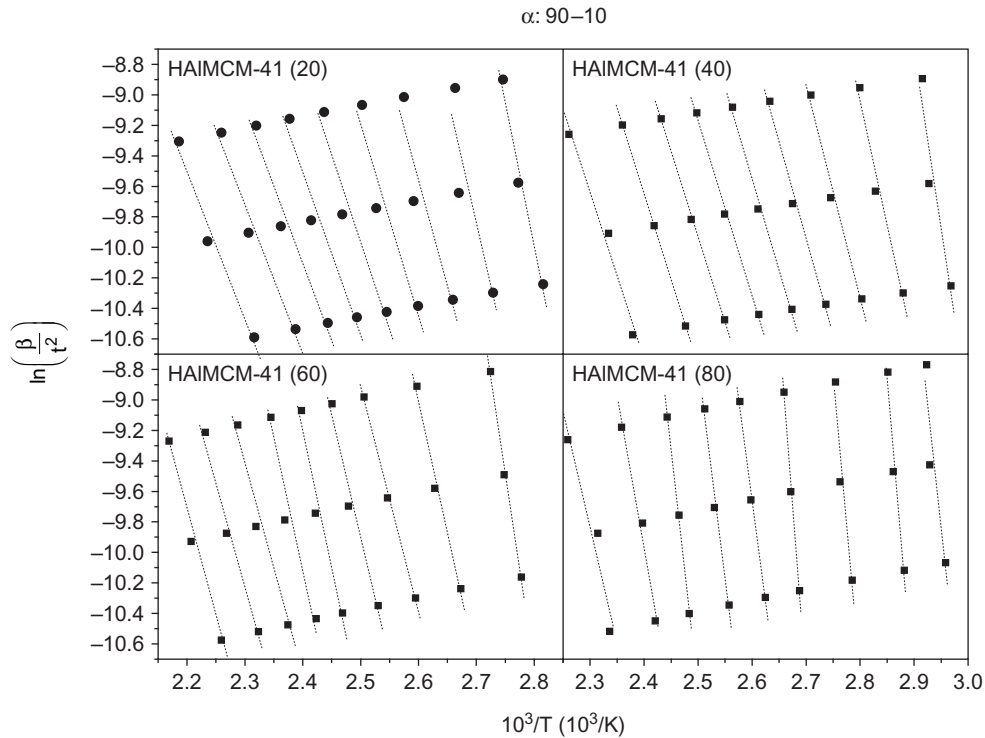 α: 90–10
HAlMCM-41 (20)
HAlMCM-41 (40)
–8.8
–9.0
–9.2
–9.4
–9.6
–9.8
–10.0
–10.2
–10.4
–10.6
ln(β/t²)
HAlMCM-41 (60)
HAlMCM-41 (80)
–8.8
–9.0
–9.2
–9.4
–9.6
–9.8
–10.0
–10.2
–10.4
–10.6
2.2 2.3 2.4 2.5 2.6 2.7 2.8 2.3 2.4 2.5 2.6 2.7 2.8 2.9 3.0
10³/T (10³/K)